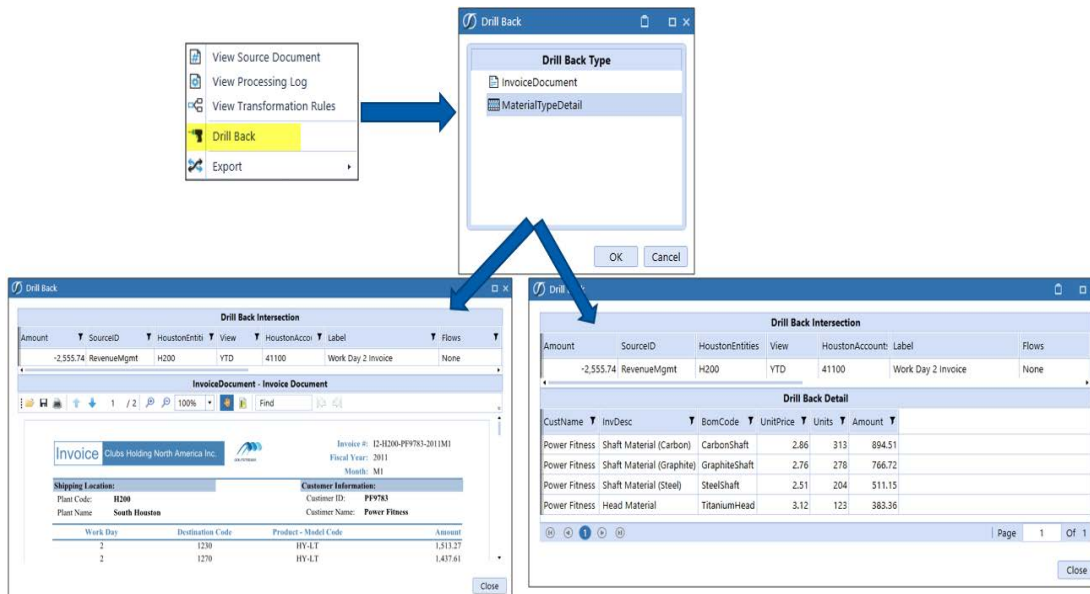 View Source Document
View Processing Log
View Transformation Rules
Drill Back
Export
Drill Back
Drill Back Type
InvoiceDocument
MaterialTypeDetail
OK Cancel
Drill Back
Drill Back Intersection
Amount SourceID HoustonEntiti View HoustonAccou Label Flows
-2,555.74 RevenueMgmt H200 YTD 41100 Work Day 2 Invoice None
InvoiceDocument - Invoice Document
1 / 2 100% Find
Invoice Clubs Holding North America Inc.
Invoice #: I2-H200-PF9783-2011M1
Fiscal Year: 2011
Month: M1
Shipping Location: Customer Information:
Plant Code: H200 Custimer ID: PF9783
Plant Name South Houston Custimer Name: Power Fitness
Work Day Destination Code Product - Model Code Amount
2 1230 HY-LT 1,513.27
2 1270 HY-LT 1,437.61
Close
Drill
Drill Back Intersection
Amount SourceID HoustonEntities View HoustonAccount: Label Flows
-2,555.74 RevenueMgmt H200 YTD 41100 Work Day 2 Invoice None
Drill Back Detail
CustName InvDesc BomCode UnitPrice Units Amount
Power Fitness Shaft Material (Carbon) CarbonShaft 2.86 313 894.51
Power Fitness Shaft Material (Graphite) GraphiteShaft 2.76 278 766.72
Power Fitness Shaft Material (Steel) SteelShaft 2.51 204 511.15
Power Fitness Head Material TitaniumHead 3.12 123 383.36
1 Page 1 Of 1
Close